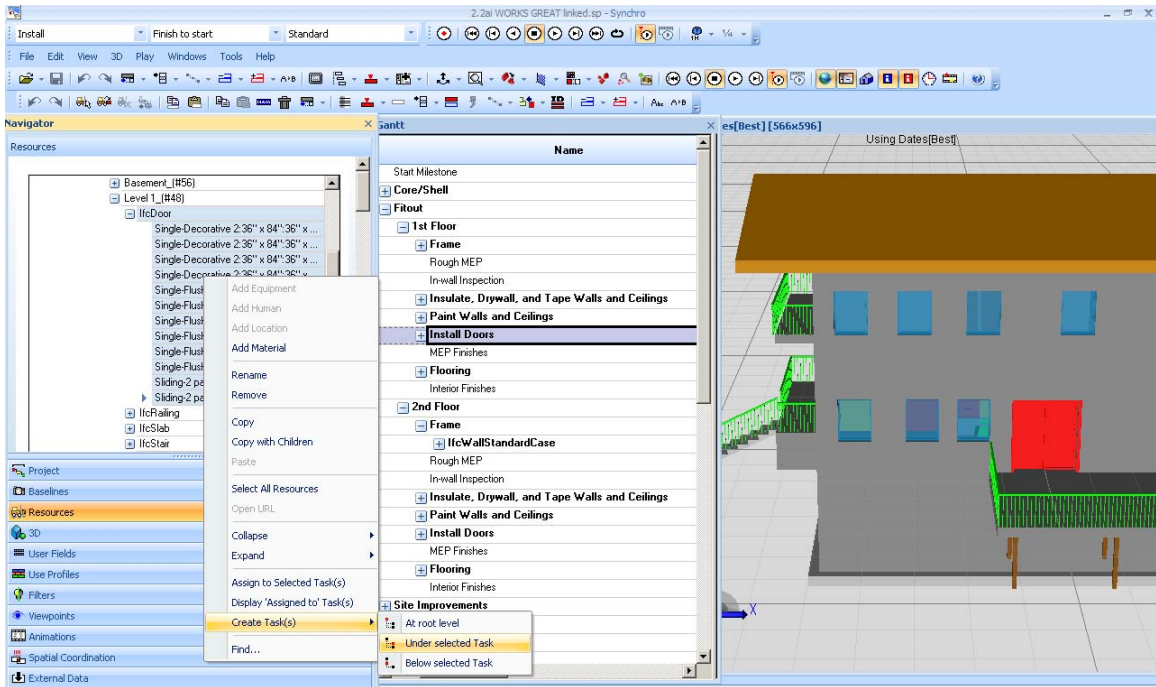 2.2ai WORKS GREAT linked.sp - Synchro
Install Finish to start Standard
File Edit View 3D Play Windows Tools Help
Navigator
Resources
Basement_(#56)
Level 1_(#48)
IfcDoor
Single-Decorative 2:36" x 84":36" x ...
Single-Decorative 2:36" x 84":36" x ...
Single-Decorative 2:36" x 84":36" x ...
Single-Decorative 2:36" x 84":36" x
Single-Flush
Single-Flush
Single-Flush
Single-Flush
Single-Flush
Single-Flush
Sliding-2 pa
Sliding-2 pa
IfcRailing
IfcSlab
IfcStair
Project
Baselines
Resources
3D
User Fields
Use Profiles
Filters
Viewpoints
Animations
Spatial Coordination
External Data
Add Equipment
Add Human
Add Location
Add Material
Rename
Remove
Copy
Copy with Children
Paste
Select All Resources
Open URL
Collapse
Expand
Assign to Selected Task(s)
Display 'Assigned to' Task(s)
Create Task(s)
Find...
At root level
Under selected Task
Below selected Task
Gantt
Name
Start Milestone
Core/Shell
Fitout
1st Floor
Frame
Rough MEP
In-wall Inspection
Insulate, Drywall, and Tape Walls and Ceilings
Paint Walls and Ceilings
Install Doors
MEP Finishes
Flooring
Interior Finishes
2nd Floor
Frame
IfcWallStandardCase
Rough MEP
In-wall Inspection
Insulate, Drywall, and Tape Walls and Ceilings
Paint Walls and Ceilings
Install Doors
MEP Finishes
Flooring
Interior Finishes
Site Improvements
es[Best] [566x596]
Using Dates[Best]
X